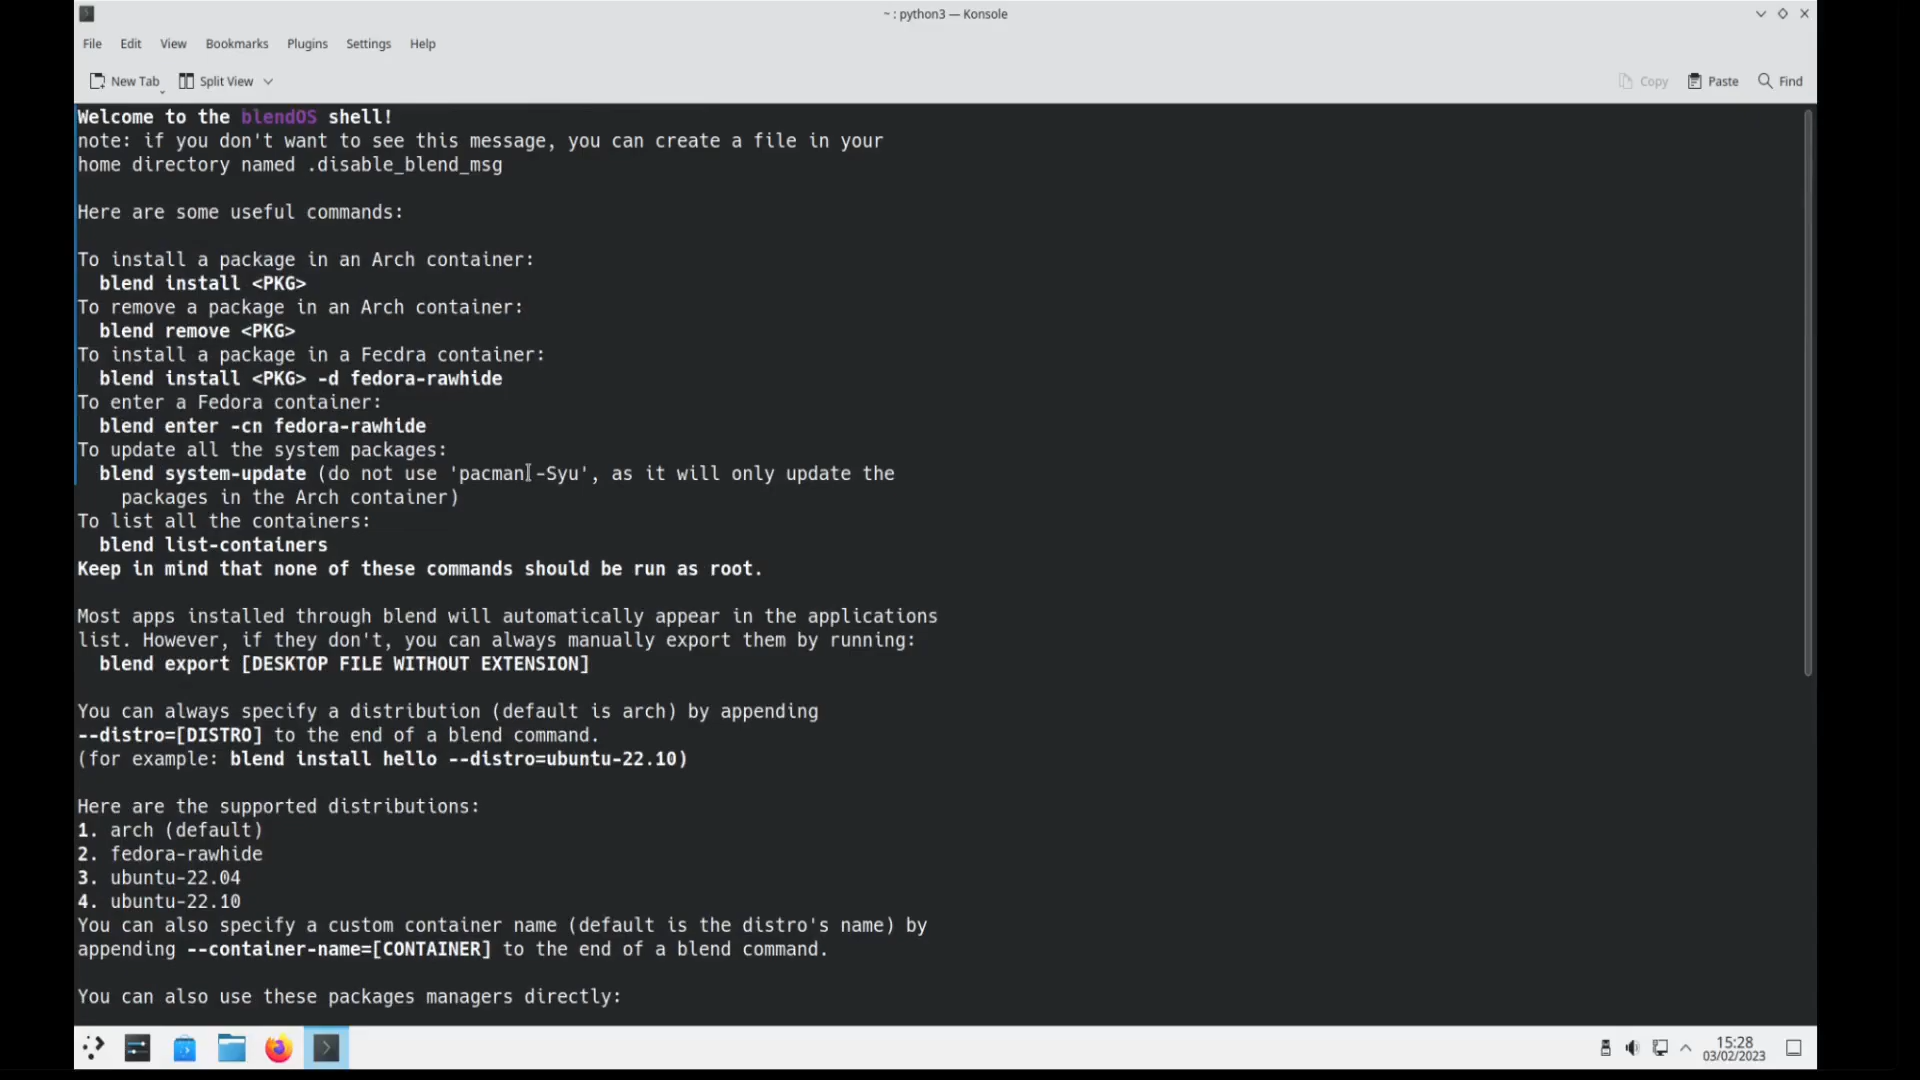 ~ : python3 — Konsole
File Edit View Bookmarks Plugins Settings Help
New Tab Split View Copy Paste Find
Welcome to the blendOS shell!
note: if you don't want to see this message, you can create a file in your
home directory named .disable_blend_msg
Here are some useful commands:
To install a package in an Arch container:
blend install <PKG>
To remove a package in an Arch container:
blend remove <PKG>
To install a package in a Fecdra container:
blend install <PKG> -d fedora-rawhide
To enter a Fedora container:
blend enter -cn fedora-rawhide
To update all the system packages:
blend system-update (do not use 'pacman -Syu', as it will only update the
packages in the Arch container)
To list all the containers:
blend list-containers
Keep in mind that none of these commands should be run as root.
Most apps installed through blend will automatically appear in the applications
list. However, if they don't, you can always manually export them by running:
blend export [DESKTOP FILE WITHOUT EXTENSION]
You can always specify a distribution (default is arch) by appending
--distro=[DISTRO] to the end of a blend command.
(for example: blend install hello --distro=ubuntu-22.10)
Here are the supported distributions:
1. arch (default)
2. fedora-rawhide
3. ubuntu-22.04
4. ubuntu-22.10
You can also specify a custom container name (default is the distro's name) by
appending --container-name=[CONTAINER] to the end of a blend command.
You can also use these packages managers directly:
15:28
03/02/2023